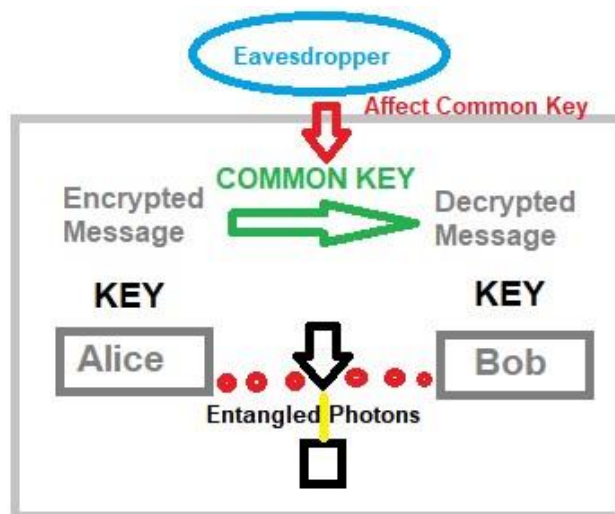 Eavesdropper
Affect Common Key
COMMON KEY
Encrypted
Message
Decrypted
Message
KEY
KEY
Alice
Bob
Entangled Photons